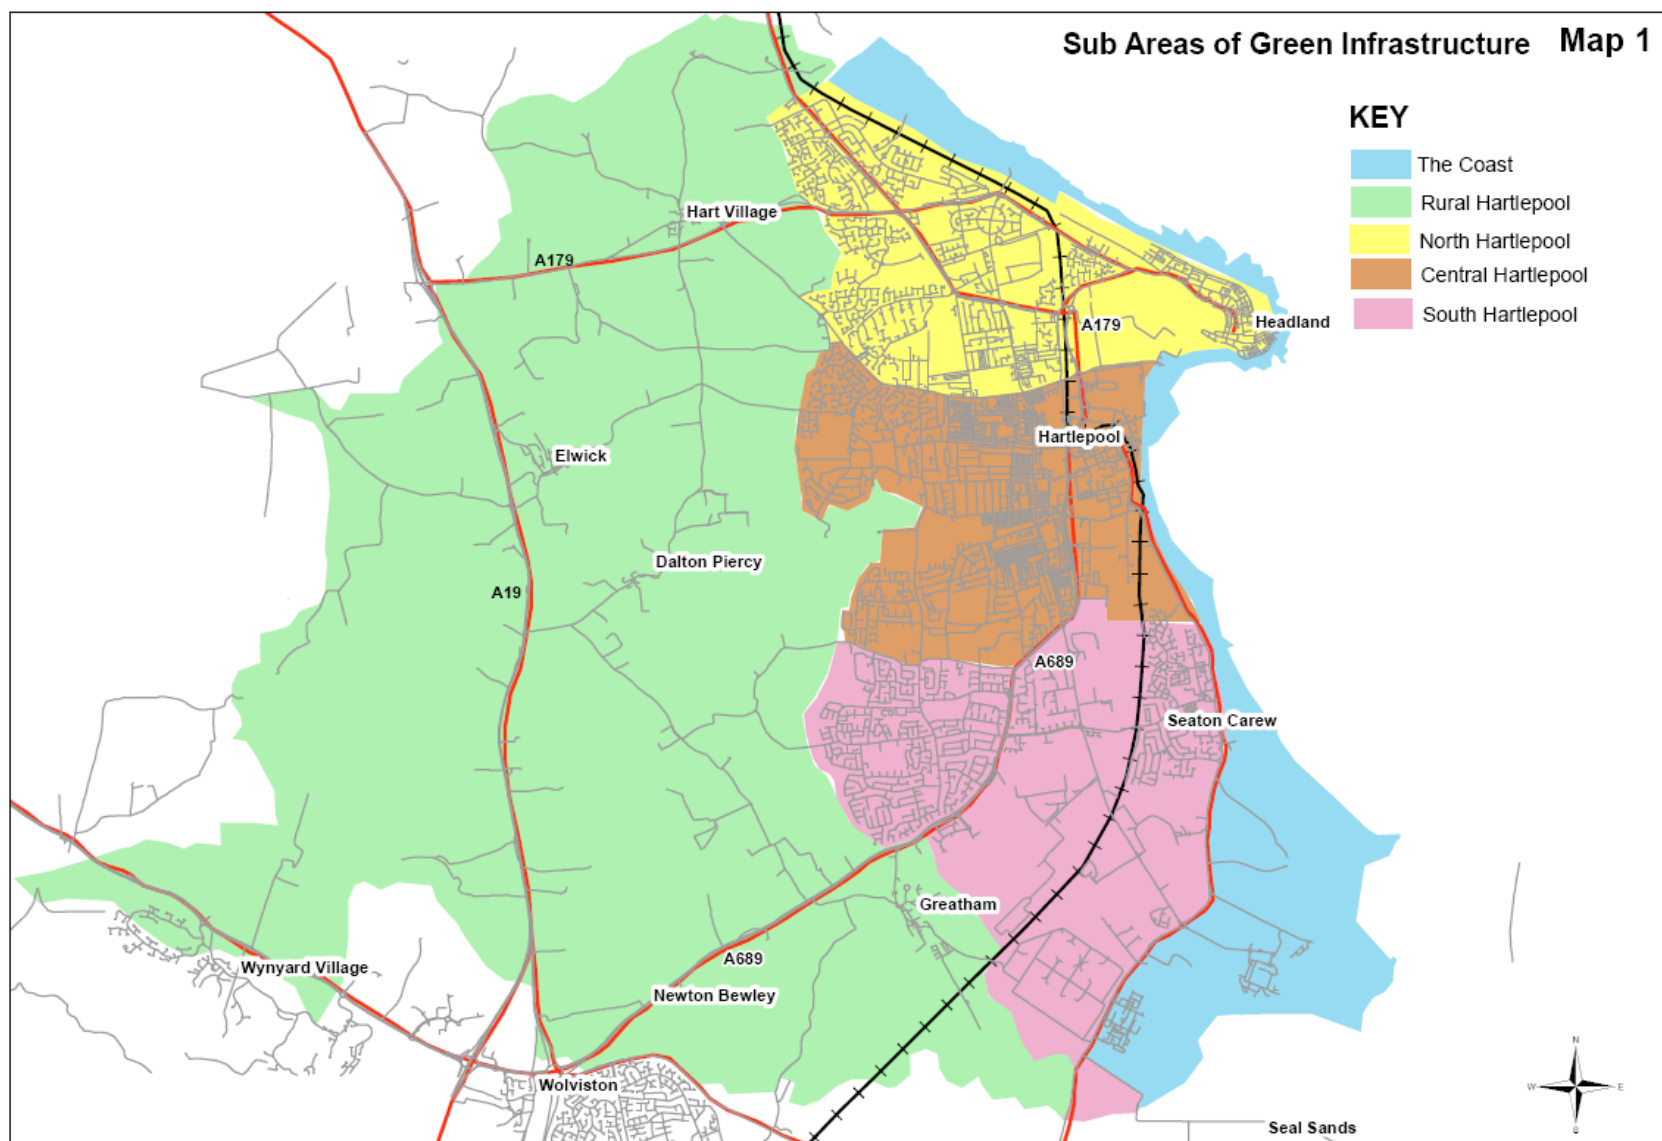 Sub Areas of Green Infrastructure Map 1
KEY
The Coast
Rural Hartlepool
North Hartlepool
Central Hartlepool
South Hartlepool
Hart Village
A179
A179
Headland
Hartlepool
Elwick
Dalton Piercy
A19
A689
Seaton Carew
Greatham
A689
Wynyard Village
Newton Bewley
Wolviston
Seal Sands
N
W
E
S